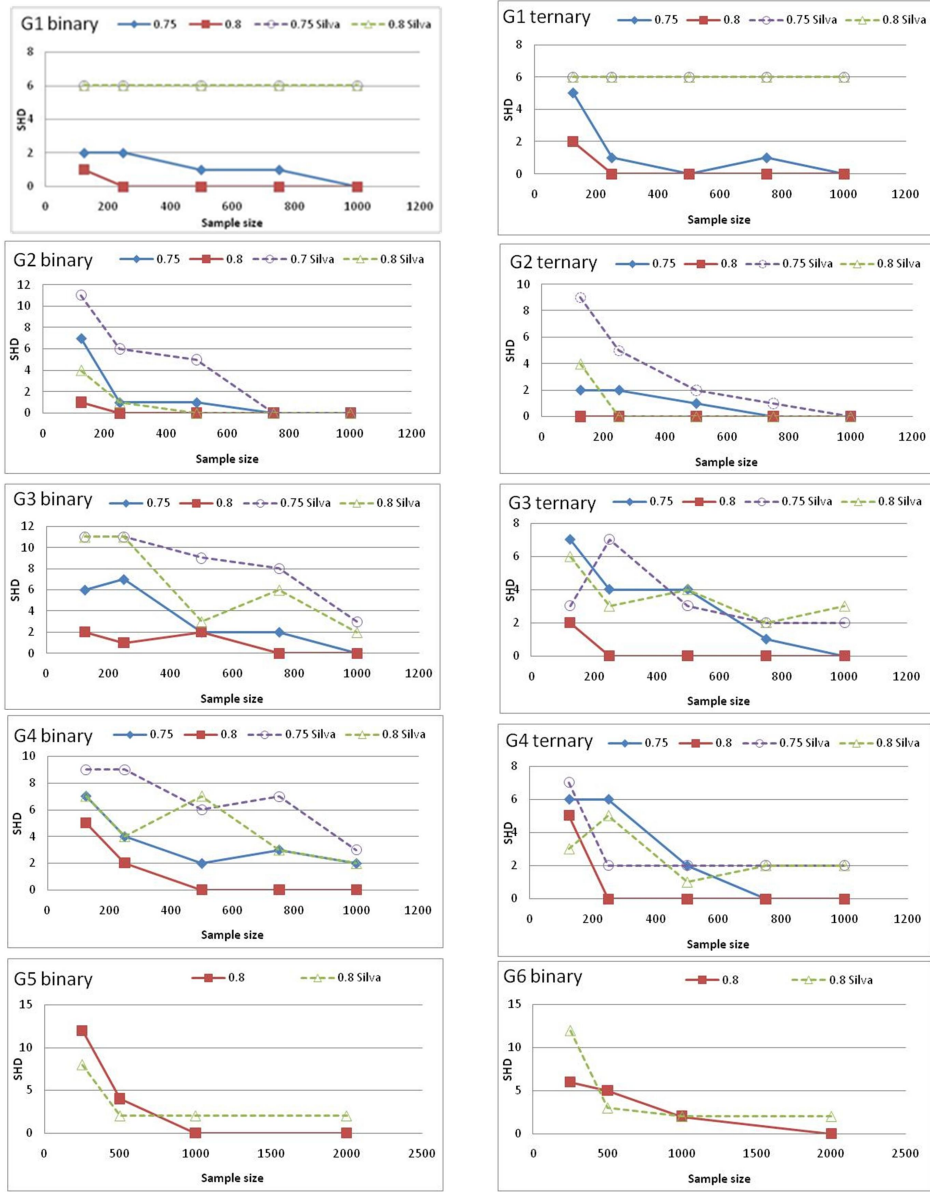 G1 binary 0.75 0.8 0.75 Silva 0.8 Silva
8
6
4
2
0
SHD
0 200 400 600 800 1000 1200
Sample size
G1 ternary 0.75 0.8 0.75 Silva 0.8 Silva
8
6
4
2
0
SHD
0 200 400 600 800 1000 1200
Sample size
G2 binary 0.75 0.8 0.7 Silva 0.8 Silva
12
10
8
6
4
2
0
SHD
0 200 400 600 800 1000 1200
Sample size
G2 ternary 0.75 0.8 0.75 Silva 0.8 Silva
10
8
6
4
2
0
SHD
0 200 400 600 800 1000 1200
Sample size
G3 binary 0.75 0.8 0.75 Silva 0.8 Silva
12
10
8
6
4
2
0
SHD
0 200 400 600 800 1000 1200
Sample size
G3 ternary 0.75 0.8 0.75 Silva 0.8 Silva
8
6
4
2
0
SHD
0 200 400 600 800 1000 1200
Sample size
G4 binary 0.75 0.8 0.75 Silva 0.8 Silva
10
8
6
4
2
0
SHD
0 200 400 600 800 1000 1200
Sample size
G4 ternary 0.75 0.8 0.75 Silva 0.8 Silva
8
6
4
2
0
SHD
0 200 400 600 800 1000 1200
Sample size
G5 binary 0.8 0.8 Silva
15
10
5
0
SHD
0 500 1000 1500 2000 2500
Sample size
G6 binary 0.8 0.8 Silva
15
10
5
0
SHD
0 500 1000 1500 2000 2500
Sample size